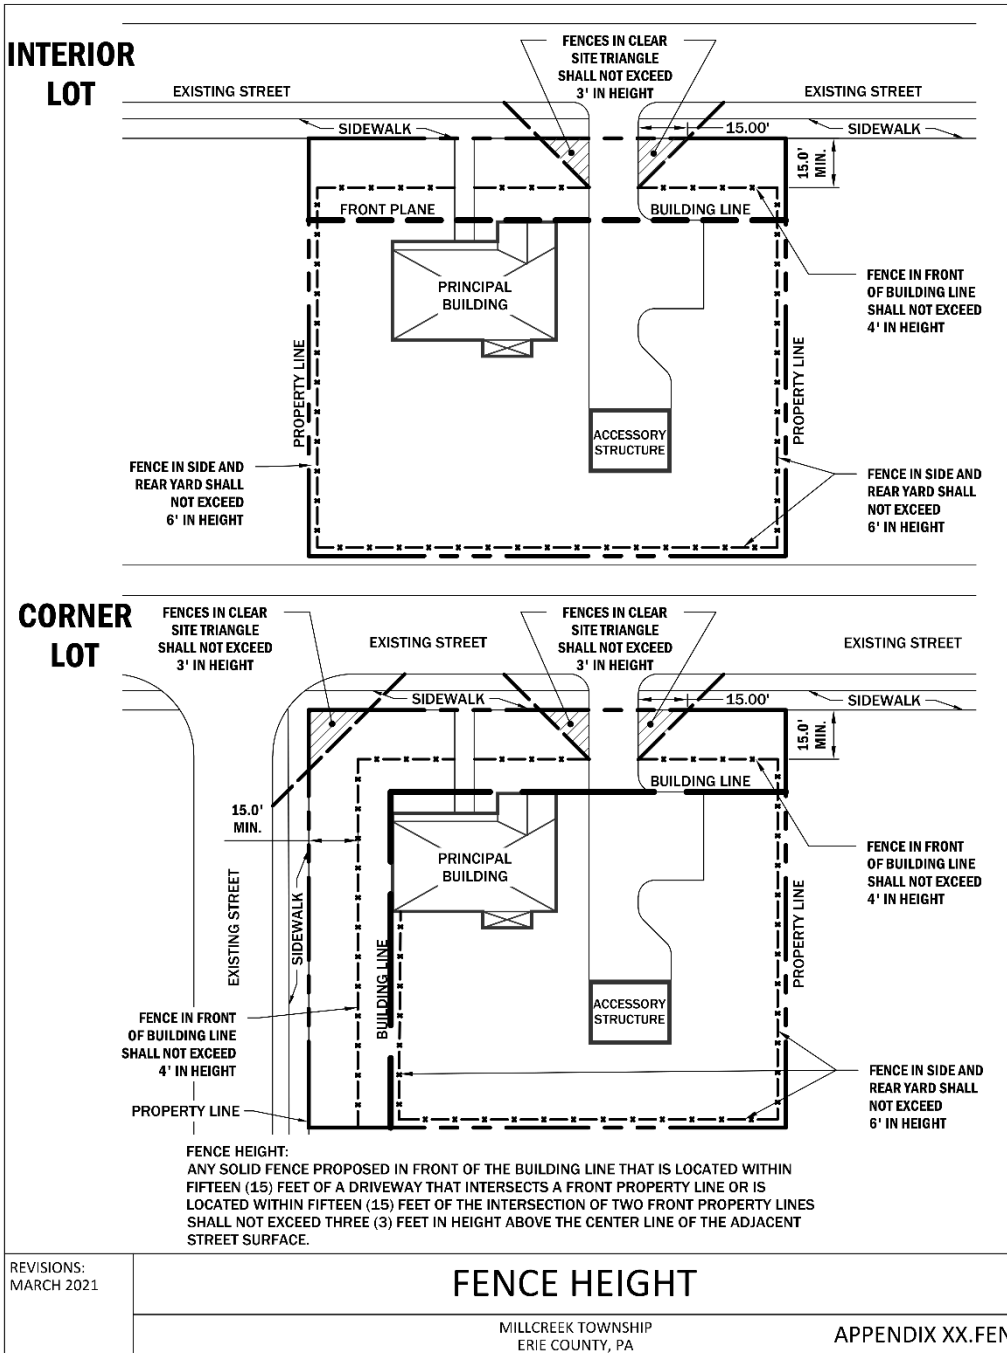 INTERIOR
LOT
FENCES IN CLEAR
SITE TRIANGLE
SHALL NOT EXCEED
3' IN HEIGHT
EXISTING STREET
EXISTING STREET
SIDEWALK
15.00'
SIDEWALK
15.0'
MIN.
FRONT PLANE
BUILDING LINE
PRINCIPAL
BUILDING
FENCE IN FRONT
OF BUILDING LINE
SHALL NOT EXCEED
4' IN HEIGHT
PROPERTY LINE
PROPERTY LINE
ACCESSORY
STRUCTURE
FENCE IN SIDE AND
REAR YARD SHALL
NOT EXCEED
6' IN HEIGHT
FENCE IN SIDE AND
REAR YARD SHALL
NOT EXCEED
6' IN HEIGHT
CORNER
LOT
FENCES IN CLEAR
SITE TRIANGLE
SHALL NOT EXCEED
3' IN HEIGHT
EXISTING STREET
FENCES IN CLEAR
SITE TRIANGLE
SHALL NOT EXCEED
3' IN HEIGHT
EXISTING STREET
SIDEWALK
15.00'
SIDEWALK
15.0'
MIN.
BUILDING LINE
15.0'
MIN.
PRINCIPAL
BUILDING
FENCE IN FRONT
OF BUILDING LINE
SHALL NOT EXCEED
4' IN HEIGHT
EXISTING STREET
SIDEWALK
BUILDING LINE
PROPERTY LINE
ACCESSORY
STRUCTURE
FENCE IN FRONT
OF BUILDING LINE
SHALL NOT EXCEED
4' IN HEIGHT
FENCE IN SIDE AND
REAR YARD SHALL
NOT EXCEED
6' IN HEIGHT
PROPERTY LINE
FENCE HEIGHT:
ANY SOLID FENCE PROPOSED IN FRONT OF THE BUILDING LINE THAT IS LOCATED WITHIN
FIFTEEN (15) FEET OF A DRIVEWAY THAT INTERSECTS A FRONT PROPERTY LINE OR IS
LOCATED WITHIN FIFTEEN (15) FEET OF THE INTERSECTION OF TWO FRONT PROPERTY LINES
SHALL NOT EXCEED THREE (3) FEET IN HEIGHT ABOVE THE CENTER LINE OF THE ADJACENT
STREET SURFACE.
REVISIONS:
MARCH 2021
FENCE HEIGHT
MILLCREEK TOWNSHIP
ERIE COUNTY, PA
APPENDIX XX.FEN